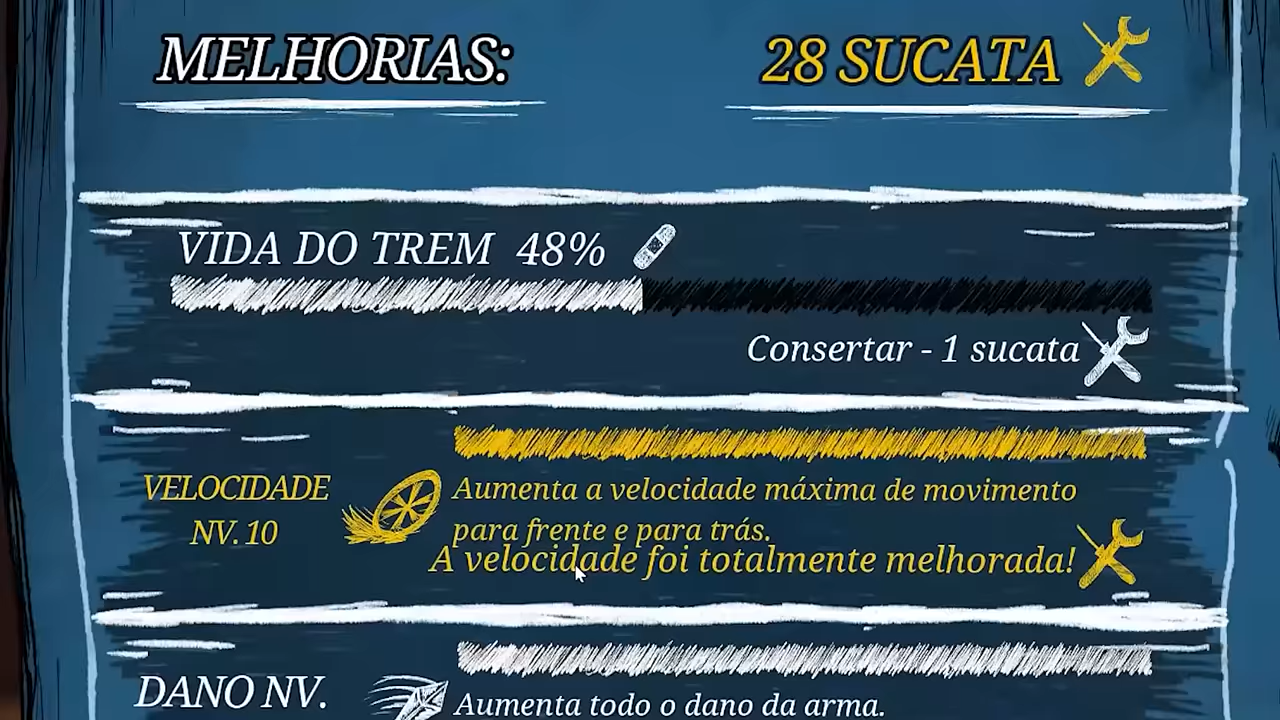 MELHORIAS:
28 SUCATA
VIDA DO TREM 48%
Consertar - 1 sucata
VELOCIDADE
NV. 10
Aumenta a velocidade máxima de movimento
para frente e para trás.
A velocidade foi totalmente melhorada!
DANO NV.
Aumenta todo o dano da arma.